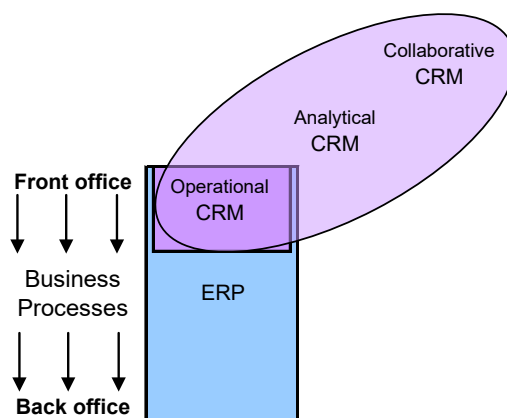 Collaborative
CRM
Analytical
CRM
Front office
Operational
CRM
Business
Processes
ERP
Back office